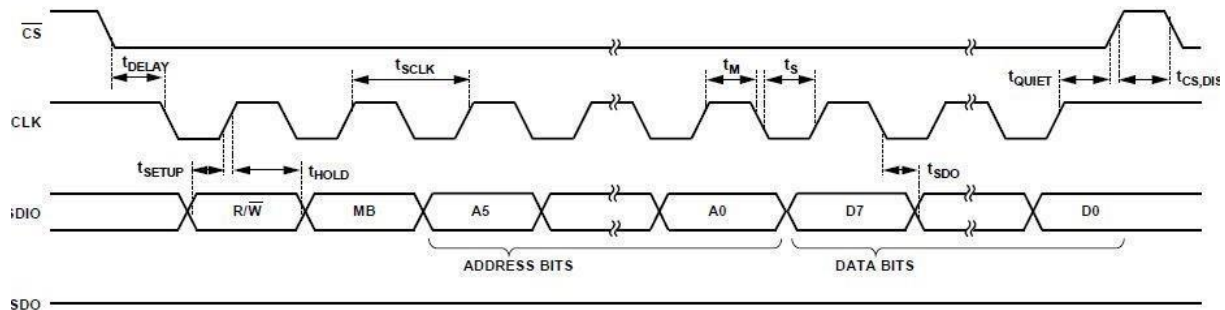 CS
tDELAY
tSCLK
tM
tS
tQUIET
tCS,DIS
CLK
tSETUP
tHOLD
tSDO
SDIO
R/W
MB
A5
A0
D7
D0
ADDRESS BITS
DATA BITS
SDO